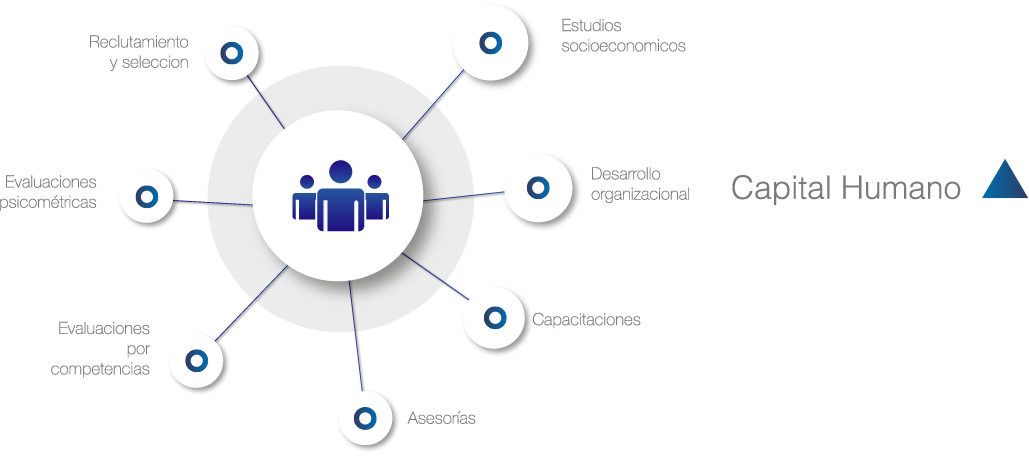 Reclutamiento
y seleccion
Estudios
socioeconomicos
Evaluaciones
psicométricas
Desarrollo
organizacional
Capital Humano
Evaluaciones
por
competencias
Capacitaciones
Asesorías